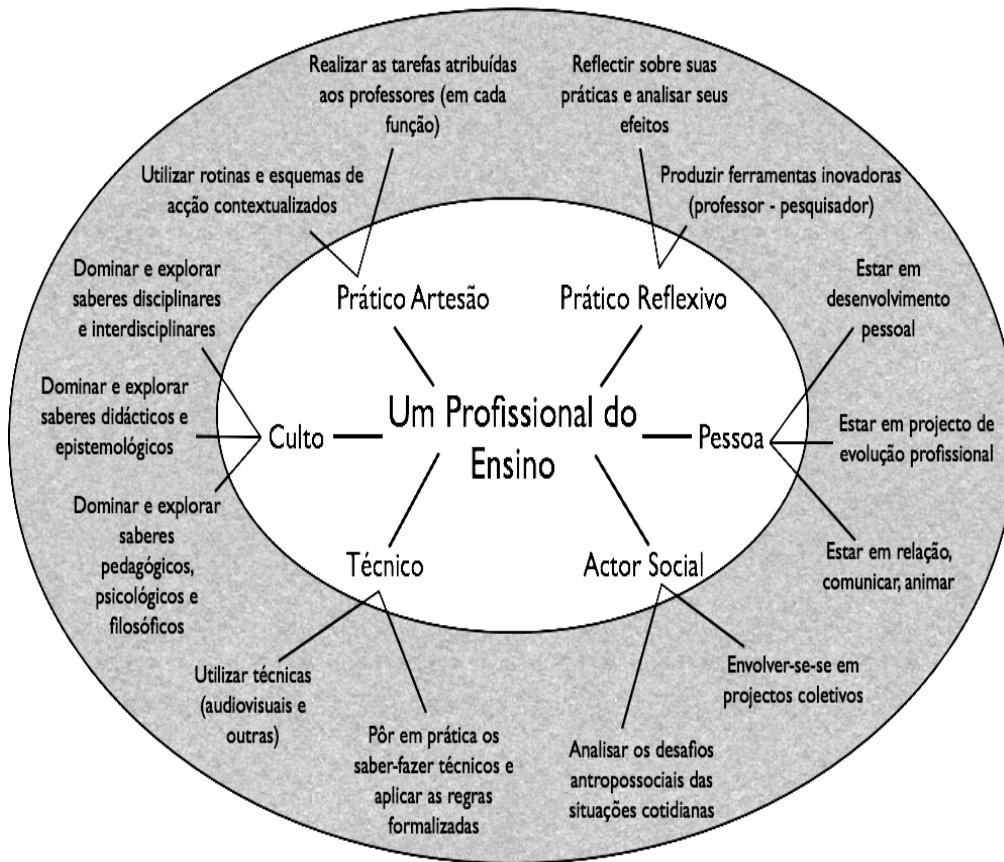 Realizar as tarefas atribuídas
aos professores (em cada
função)
Reflectir sobre suas
práticas e analisar seus
efeitos
Utilizar rotinas e esquemas de
acção contextualizados
Produzir ferramentas inovadoras
(professor - pesquisador)
Prático Artesão
Prático Reflexivo
Dominar e explorar
saberes disciplinares
e interdisciplinares
Estar em
desenvolvimento
pessoal
Dominar e explorar
saberes didácticos e
epistemológicos
Culto
Um Profissional do
Ensino
Pessoa
Estar em projecto de
evolução profissional
Dominar e explorar
saberes
pedagógicos,
psicológicos e
filosóficos
Técnico
Actor Social
Estar em relação,
comunicar, animar
Utilizar técnicas
(audiovisuais e
outras)
Pôr em prática os
saber-fazer técnicos e
aplicar as regras
formalizadas
Analisar os desafios
antropossociais das
situações cotidianas
Envolver-se-se em
projectos coletivos